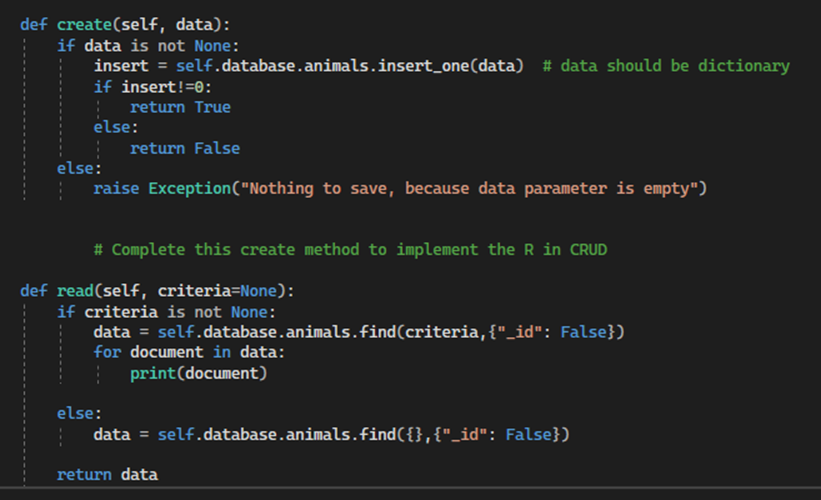 def create(self, data):
    if data is not None:
        insert = self.database.animals.insert_one(data)  # data should be dictionary
        if insert!=0:
            return True
        else:
            return False
    else:
        raise Exception("Nothing to save, because data parameter is empty")
        # Complete this create method to implement the R in CRUD
def read(self, criteria=None):
    if criteria is not None:
        data = self.database.animals.find(criteria,{"_id": False})
        for document in data:
            print(document)
    else:
        data = self.database.animals.find({},{"_id": False})
    return data